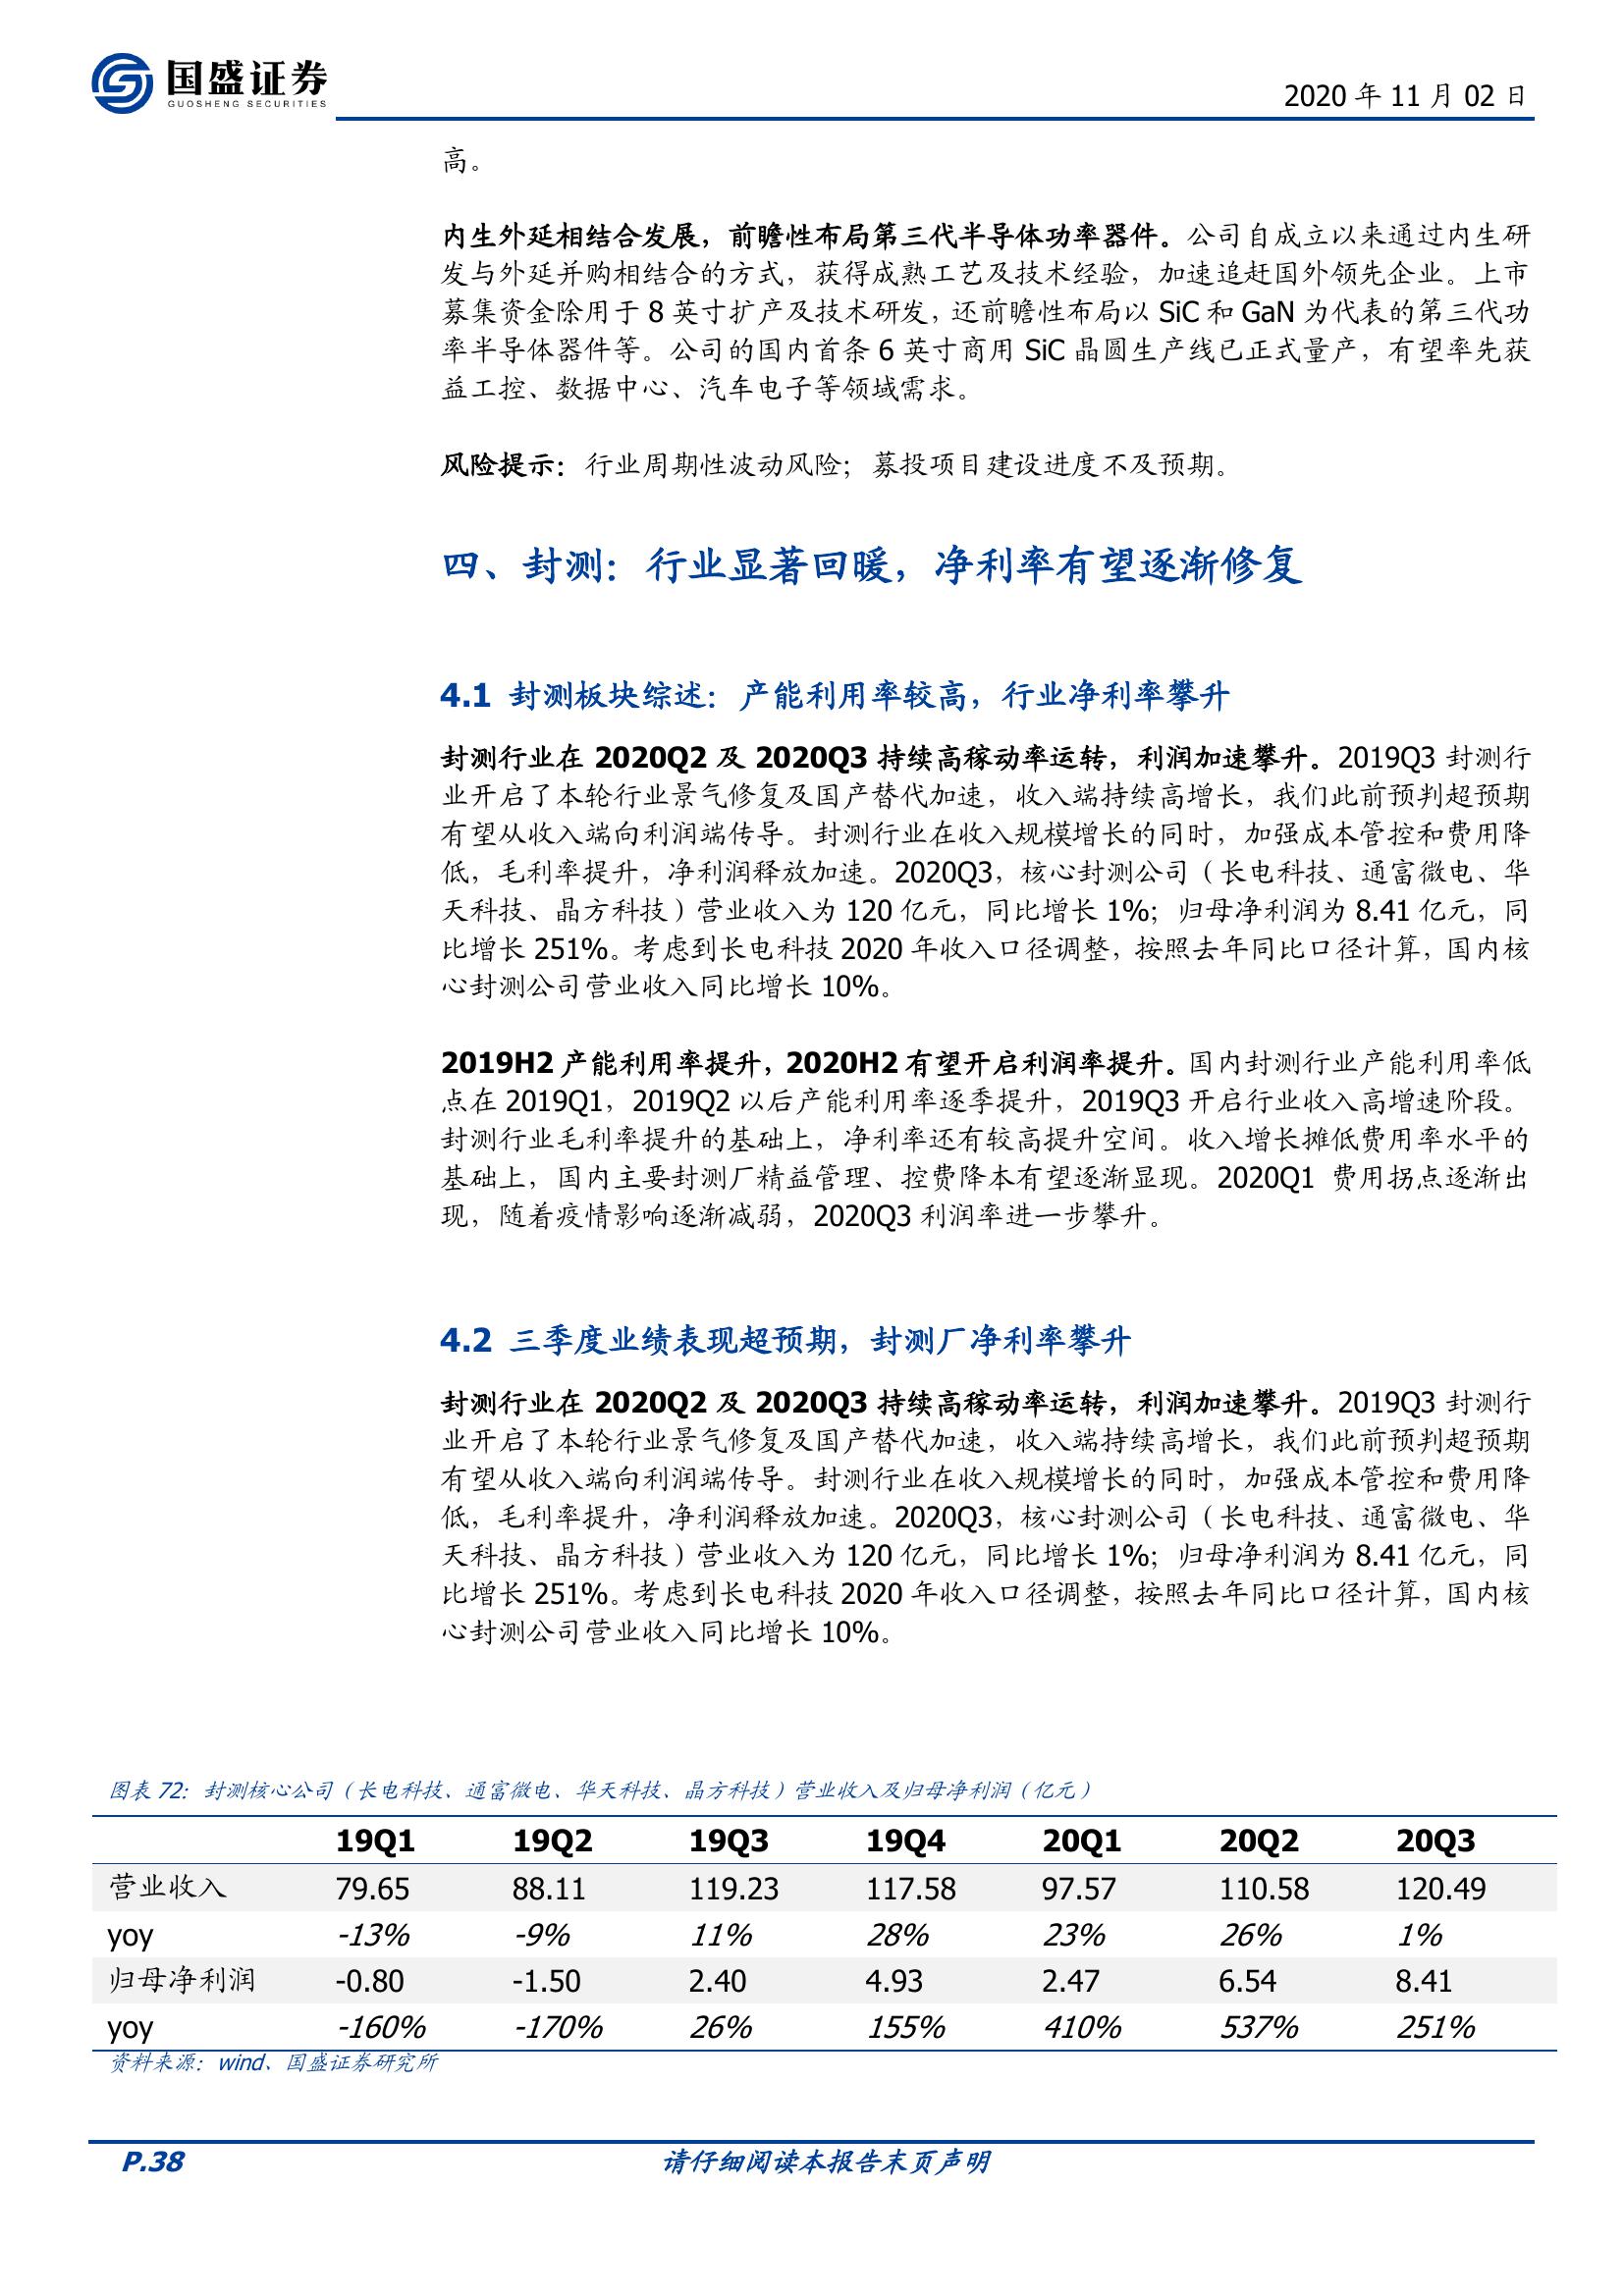 国盛证券
GUOSHENG SECURITIES
2020 年 11 月 02 日
高。
内生外延相结合发展，前瞻性布局第三代半导体功率器件。公司自成立以来通过内生研
发与外延并购相结合的方式，获得成熟工艺及技术经验，加速追赶国外领先企业。上市
募集资金除用于 8 英寸扩产及技术研发，还前瞻性布局以 SiC 和 GaN 为代表的第三代功
率半导体器件等。公司的国内首条 6 英寸商用 SiC 晶圆生产线已正式量产，有望率先获
益工控、数据中心、汽车电子等领域需求。
风险提示：行业周期性波动风险；募投项目建设进度不及预期。
四、封测：行业显著回暖，净利率有望逐渐修复
4.1 封测板块综述：产能利用率较高，行业净利率攀升
封测行业在 2020Q2 及 2020Q3 持续高稼动率运转，利润加速攀升。2019Q3 封测行
业开启了本轮行业景气修复及国产替代加速，收入端持续高增长，我们此前预判超预期
有望从收入端向利润端传导。封测行业在收入规模增长的同时，加强成本管控和费用降
低，毛利率提升，净利润释放加速。2020Q3，核心封测公司（长电科技、通富微电、华
天科技、晶方科技）营业收入为 120 亿元，同比增长 1%；归母净利润为 8.41 亿元，同
比增长 251%。考虑到长电科技 2020 年收入口径调整，按照去年同比口径计算，国内核
心封测公司营业收入同比增长 10%。
2019H2 产能利用率提升，2020H2 有望开启利润率提升。国内封测行业产能利用率低
点在 2019Q1，2019Q2 以后产能利用率逐季提升，2019Q3 开启行业收入高增速阶段。
封测行业毛利率提升的基础上，净利率还有较高提升空间。收入增长摊低费用率水平的
基础上，国内主要封测厂精益管理、控费降本有望逐渐显现。2020Q1 费用拐点逐渐出
现，随着疫情影响逐渐减弱，2020Q3 利润率进一步攀升。
4.2 三季度业绩表现超预期，封测厂净利率攀升
封测行业在 2020Q2 及 2020Q3 持续高稼动率运转，利润加速攀升。2019Q3 封测行
业开启了本轮行业景气修复及国产替代加速，收入端持续高增长，我们此前预判超预期
有望从收入端向利润端传导。封测行业在收入规模增长的同时，加强成本管控和费用降
低，毛利率提升，净利润释放加速。2020Q3，核心封测公司（长电科技、通富微电、华
天科技、晶方科技）营业收入为 120 亿元，同比增长 1%；归母净利润为 8.41 亿元，同
比增长 251%。考虑到长电科技 2020 年收入口径调整，按照去年同比口径计算，国内核
心封测公司营业收入同比增长 10%。
图表 72：封测核心公司（长电科技、通富微电、华天科技、晶方科技）营业收入及归母净利润（亿元）
19Q1 19Q2 19Q3 19Q4 20Q1 20Q2 20Q3
营业收入 79.65 88.11 119.23 117.58 97.57 110.58 120.49
yoy -13% -9% 11% 28% 23% 26% 1%
归母净利润 -0.80 -1.50 2.40 4.93 2.47 6.54 8.41
yoy -160% -170% 26% 155% 410% 537% 251%
资料来源：wind、国盛证券研究所
P.38 请仔细阅读本报告末页声明